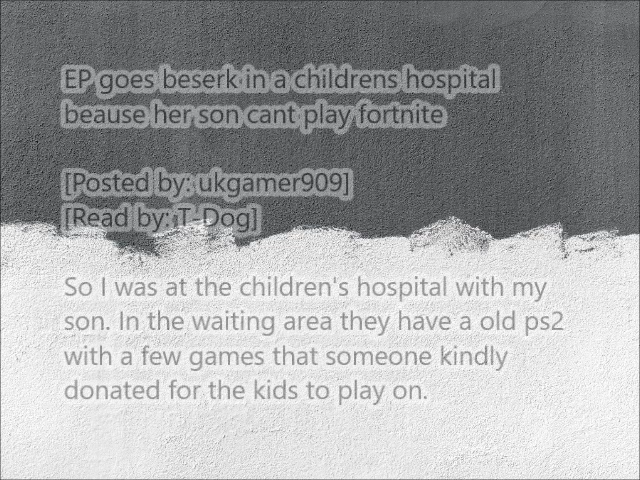 EP goes beserk in a childrens hospital
beause her son cant play fortnite
[Posted by: ukgamer909]
[Read by: T-Dog]
So I was at the children's hospital with my
son. In the waiting area they have a old ps2
with a few games that someone kindly
donated for the kids to play on.